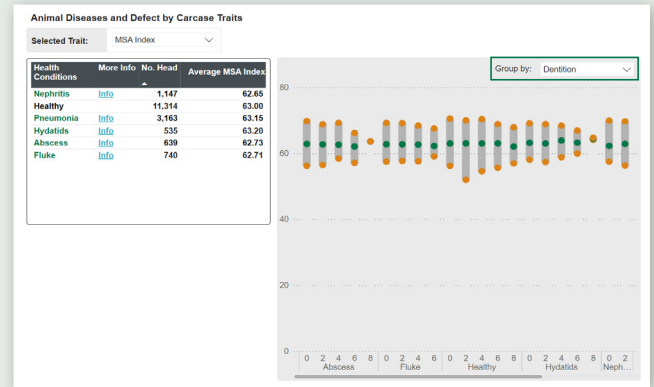 Animal Diseases and Defect by Carcase Traits
Selected Trait: MSA Index
Health Conditions More Info No. Head Average MSA Index
Nephritis Info 1,147 62.65
Healthy 11,314 63.00
Pneumonia Info 3,163 63.15
Hydatids Info 535 63.20
Abscess Info 639 62.73
Fluke Info 740 62.71
Group by: Dentition
80
60
40
20
0
0 2 4 6 8 0 2 4 6 0 2 4 6 8 0 2 4 6 8 0 2
Abscess Fluke Healthy Hydatids Neph...